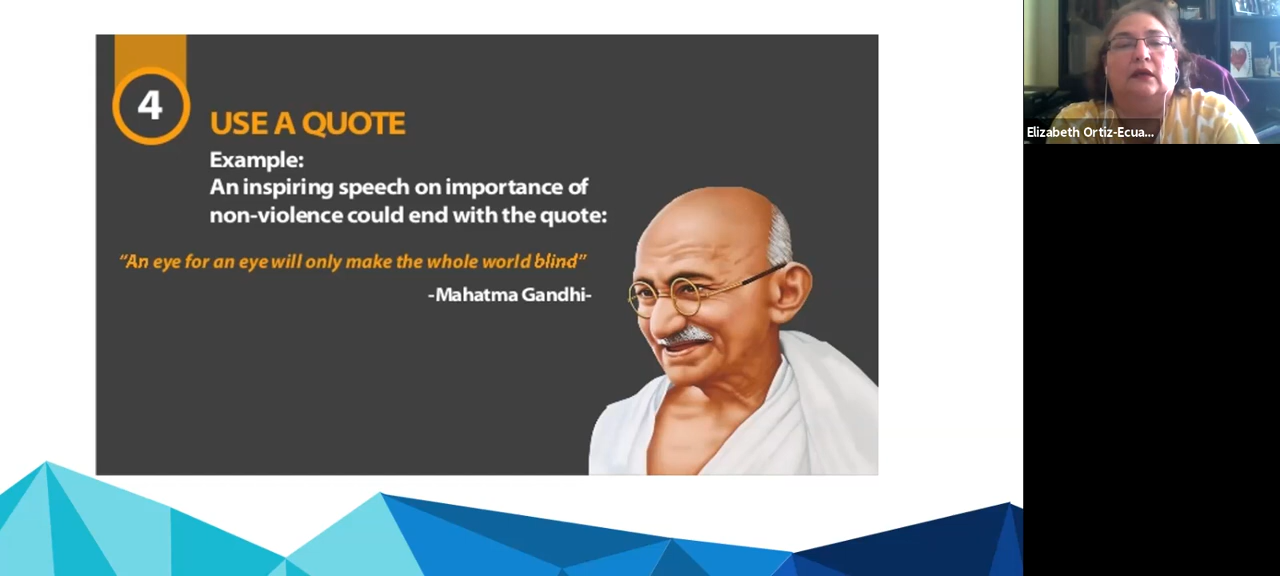 4
USE A QUOTE
Example:
An inspiring speech on importance of
non-violence could end with the quote:
“An eye for an eye will only make the whole world blind”
-Mahatma Gandhi-
Elizabeth Ortiz-Ecua...